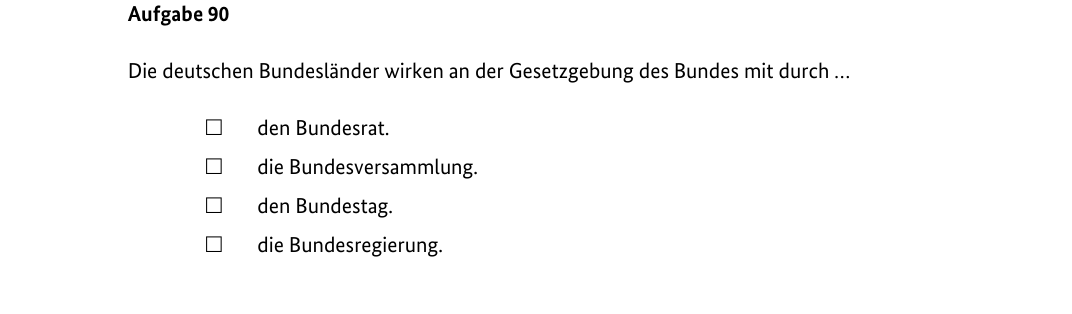 Aufgabe 90
Die deutschen Bundesländer wirken an der Gesetzgebung des Bundes mit durch …
☐ den Bundesrat.
☐ die Bundesversammlung.
☐ den Bundestag.
☐ die Bundesregierung.